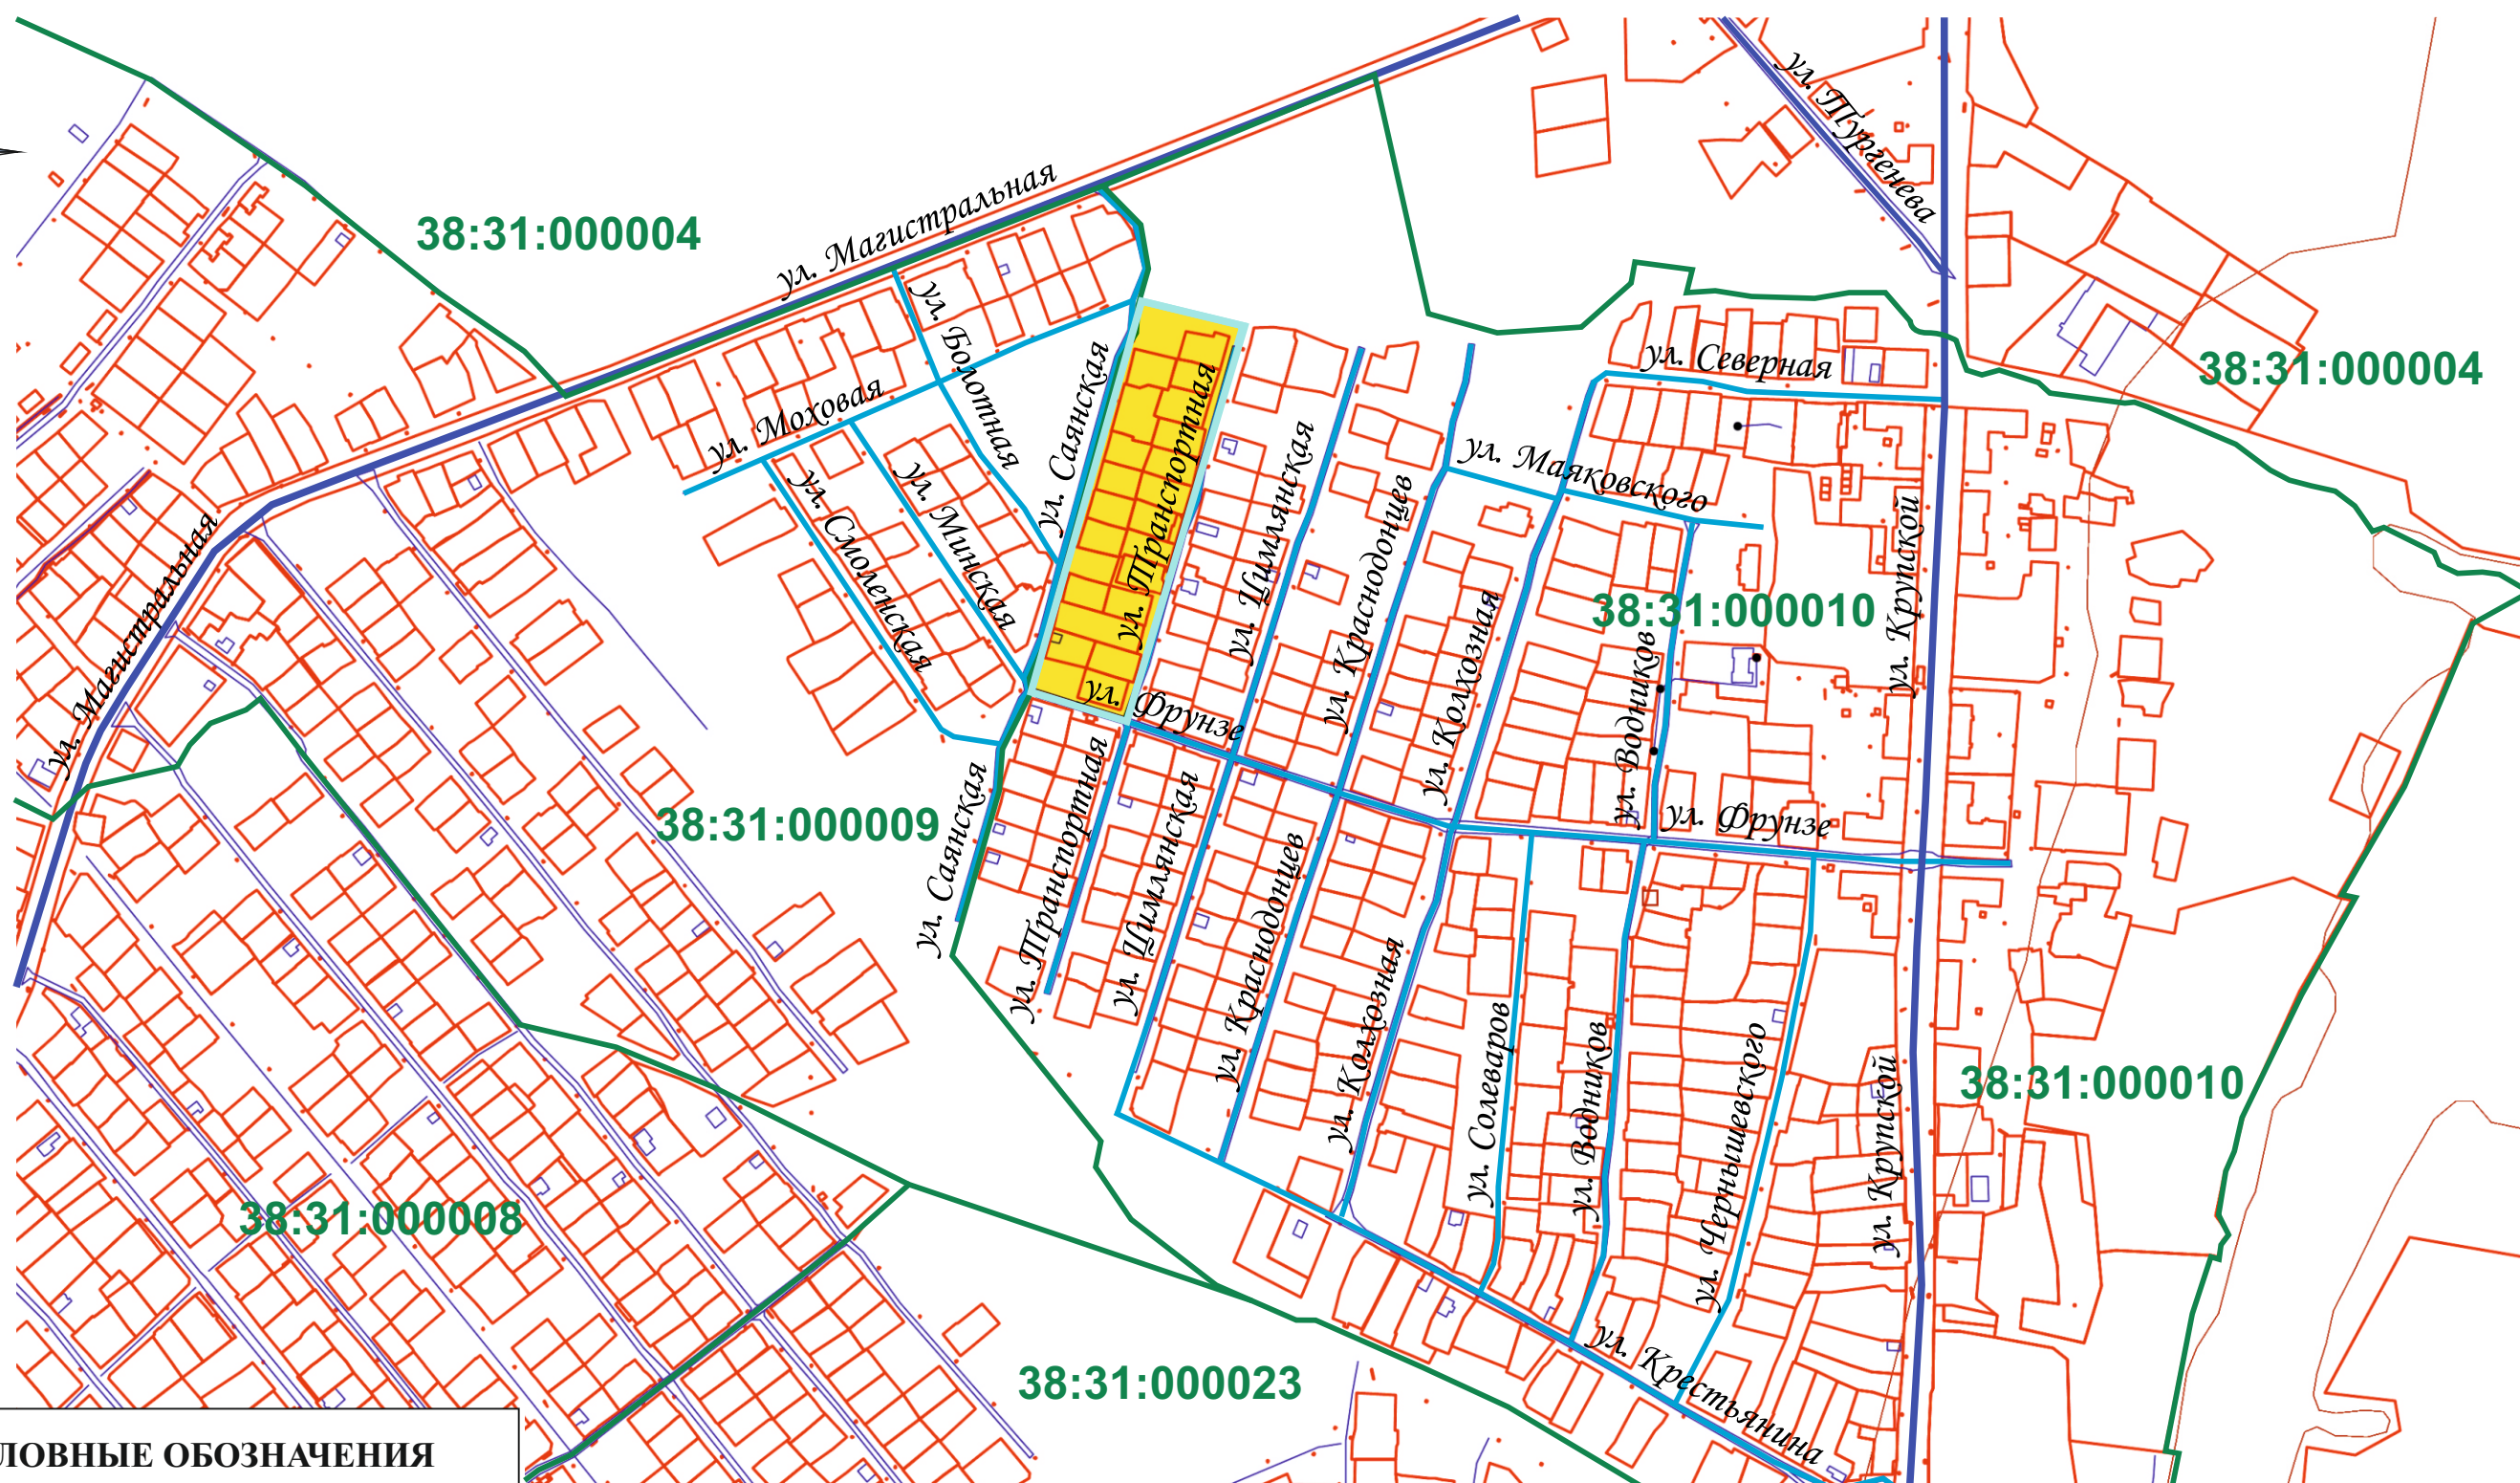 ул. Тургенева
38:31:000004
ул. Магистральная
38:31:000004
ул. Северная
ул. Болотная
ул. Саянская
ул. Транспортная
ул. Моховая
ул. Цимлянская
ул. Краснодонцев
ул. Маяковского
ул. Смоленская
ул. Минская
ул. Магистральная
ул. Крупской
38:31:000010
ул. Колхозная
ул. Водников
ул. Фрунзе
38:31:000009
ул. Фрунзе
ул. Саянская
ул. Транспортная
ул. Цимлянская
ул. Краснодонцев
ул. Колхозная
ул. Солеваров
ул. Водников
ул. Чернышевского
ул. Крупской
38:31:000010
38:31:000008
38:31:000023
ул. Крестьянина
ЛОВНЫЕ ОБОЗНАЧЕНИЯ